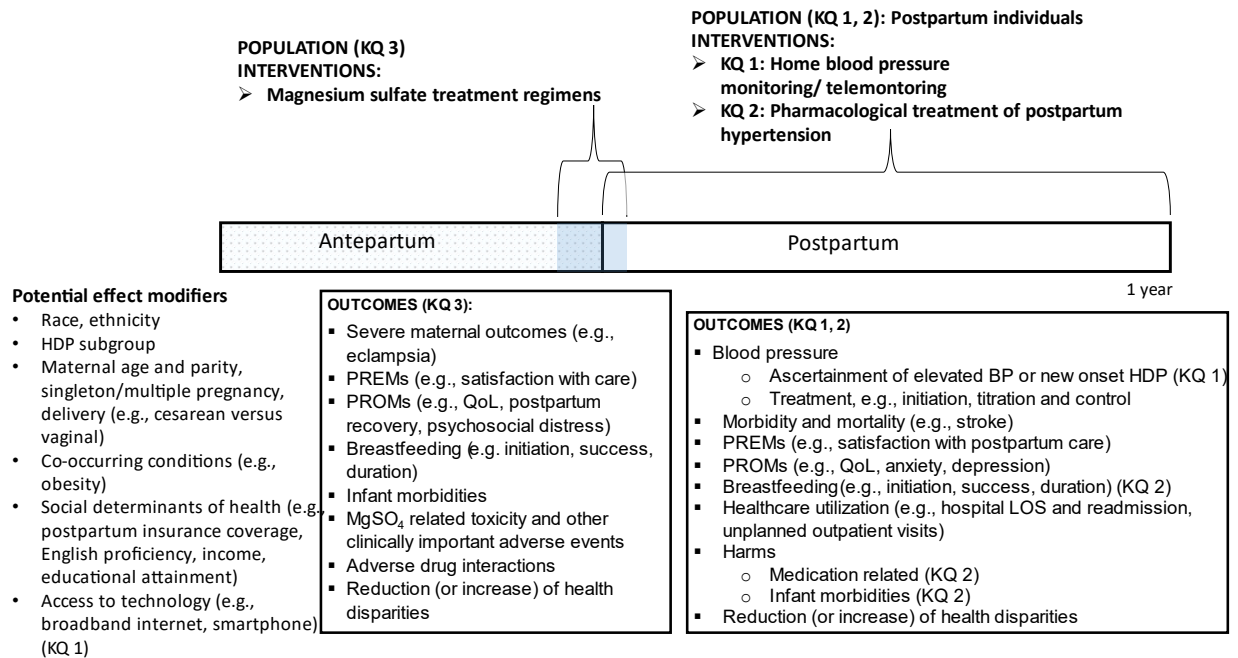 POPULATION (KQ 3)
INTERVENTIONS:
➢ Magnesium sulfate treatment regimens
POPULATION (KQ 1, 2): Postpartum individuals
INTERVENTIONS:
➢ KQ 1: Home blood pressure
monitoring/ telemontoring
➢ KQ 2: Pharmacological treatment of postpartum
hypertension
Antepartum
Postpartum
1 year
Potential effect modifiers
• Race, ethnicity
• HDP subgroup
• Maternal age and parity,
singleton/multiple pregnancy,
delivery (e.g., cesarean versus
vaginal)
• Co-occurring conditions (e.g.,
obesity)
• Social determinants of health (e.g.,
postpartum insurance coverage,
English proficiency, income,
educational attainment)
• Access to technology (e.g.,
broadband internet, smartphone)
(KQ 1)
OUTCOMES (KQ 3):
▪ Severe maternal outcomes (e.g.,
eclampsia)
▪ PREMs (e.g., satisfaction with care)
▪ PROMs (e.g., QoL, postpartum
recovery, psychosocial distress)
▪ Breastfeeding (e.g. initiation, success,
duration)
▪ Infant morbidities
▪ MgSO₄ related toxicity and other
clinically important adverse events
▪ Adverse drug interactions
▪ Reduction (or increase) of health
disparities
OUTCOMES (KQ 1, 2)
▪ Blood pressure
o Ascertainment of elevated BP or new onset HDP (KQ 1)
o Treatment, e.g., initiation, titration and control
▪ Morbidity and mortality (e.g., stroke)
▪ PREMs (e.g., satisfaction with postpartum care)
▪ PROMs (e.g., QoL, anxiety, depression)
▪ Breastfeeding(e.g., initiation, success, duration) (KQ 2)
▪ Healthcare utilization (e.g., hospital LOS and readmission,
unplanned outpatient visits)
▪ Harms
o Medication related (KQ 2)
o Infant morbidities (KQ 2)
▪ Reduction (or increase) of health disparities